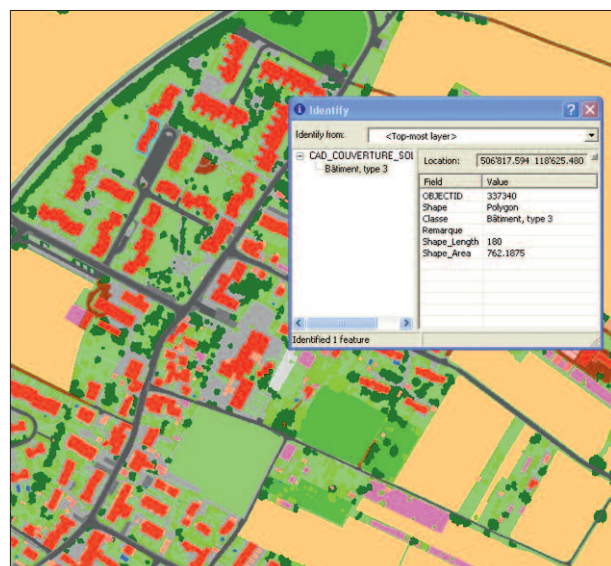 Identify
Identify from: <Top-most layer>
CAD_COUVERTURE_SOL
Bâtiment, type 3
Location: 506'817.594 118'625.480
Field Value
OBJECTID 337340
Shape Polygon
Classe Bâtiment, type 3
Remarque
Shape_Length 180
Shape_Area 762.1875
Identified 1 feature